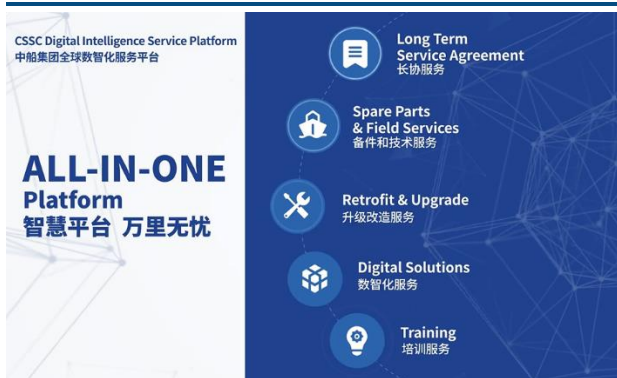 CSSC Digital Intelligence Service Platform
中船集团全球数智化服务平台
ALL-IN-ONE
Platform
智慧平台 万里无忧
Long Term
Service Agreement
长协服务
Spare Parts
& Field Services
备件和技术服务
Retrofit & Upgrade
升级改造服务
Digital Solutions
数智化服务
Training
培训服务